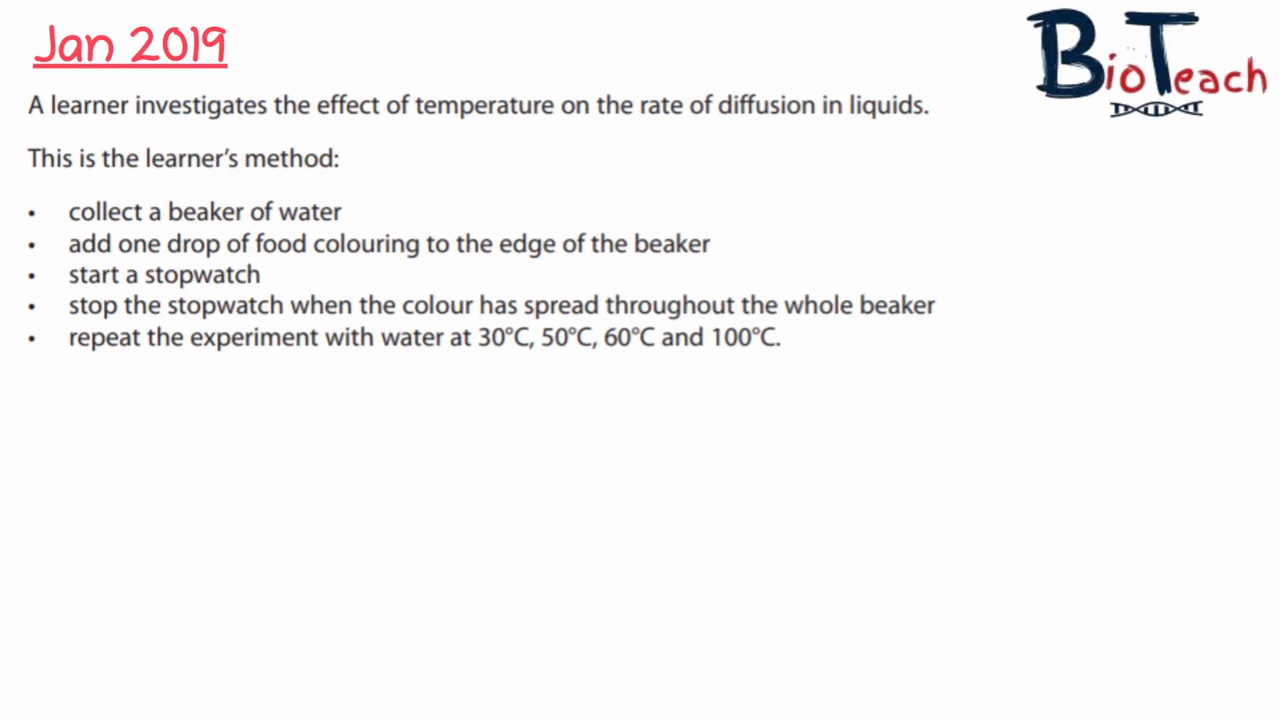 Jan 2019
BioTeach
A learner investigates the effect of temperature on the rate of diffusion in liquids.
This is the learner's method:
• collect a beaker of water
• add one drop of food colouring to the edge of the beaker
• start a stopwatch
• stop the stopwatch when the colour has spread throughout the whole beaker
• repeat the experiment with water at 30°C, 50°C, 60°C and 100°C.